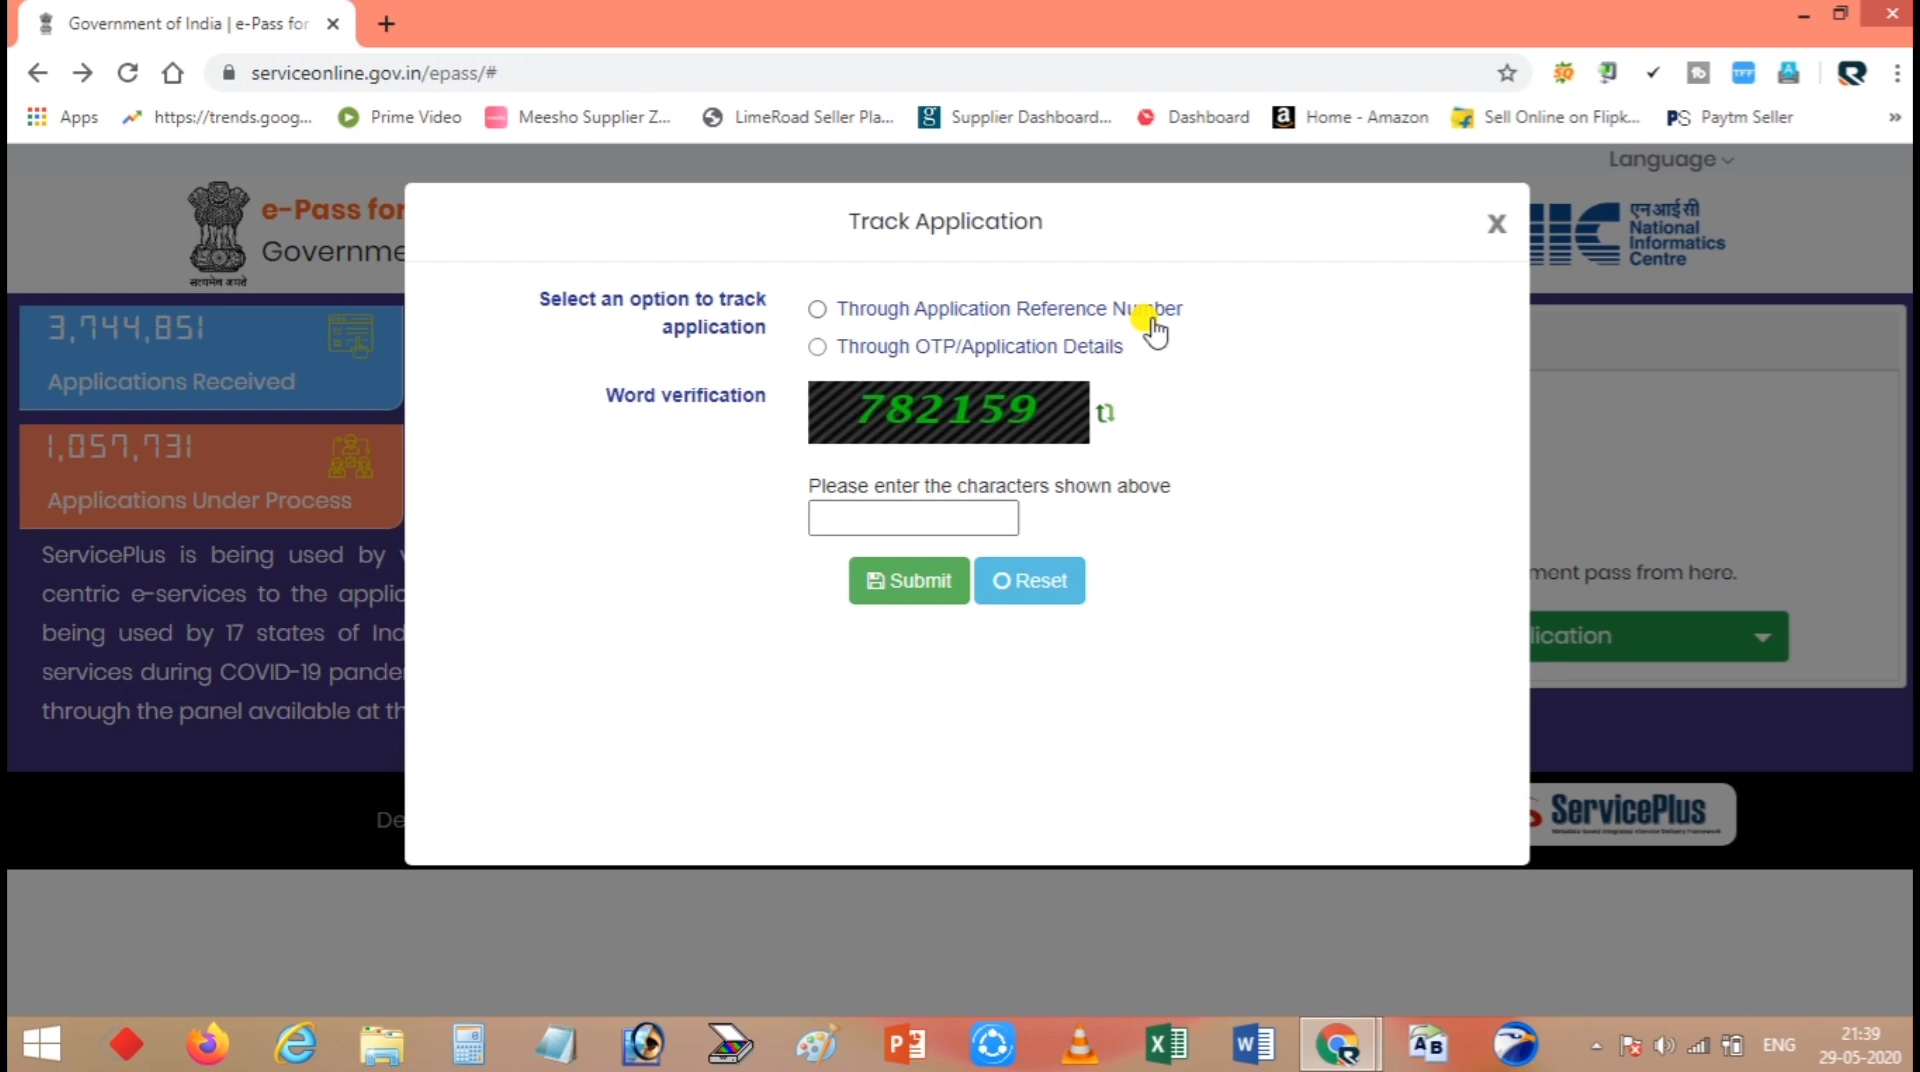 Government of India | e-Pass for
serviceonline.gov.in/epass/#
Apps
https://trends.goog...
Prime Video
Meesho Supplier Z...
LimeRoad Seller Pla...
Supplier Dashboard...
Dashboard
Home - Amazon
Sell Online on Flipk...
Paytm Seller
Language
e-Pass for
Governme
सत्यमेव जयते
एन आई सी
National
Informatics
Centre
Track Application
X
Select an option to track
application
Through Application Reference Number
Through OTP/Application Details
Word verification
782159
Please enter the characters shown above
Submit
Reset
3,744,851
Applications Received
1,057,731
Applications Under Process
ServicePlus is being used by
centric e-services to the applic
being used by 17 states of Ind
services during COVID-19 pande
through the panel available at th
ment pass from here.
lication
De
ServicePlus
ENG
21:39
29-05-2020